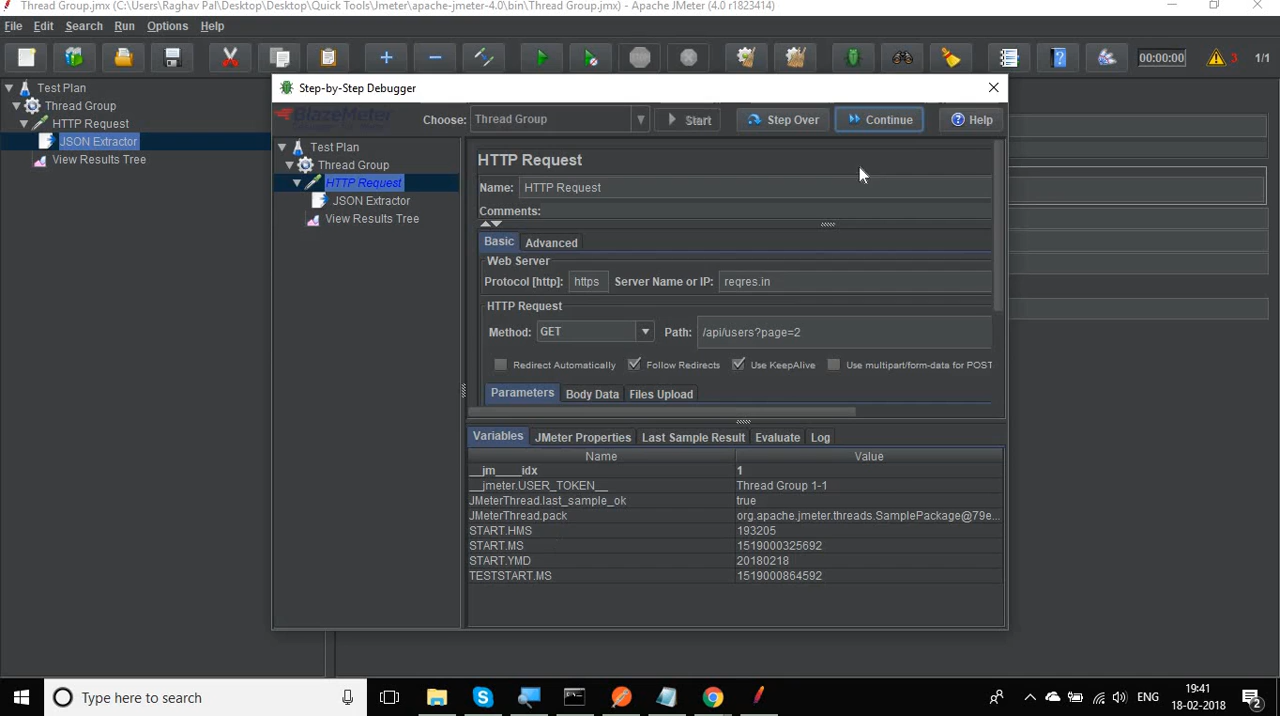 Thread Group.jmx (C:\Users\Raghav Pal\Desktop\Desktop\Quick Tools\Jmeter\apache-jmeter-4.0\bin\Thread Group.jmx) - Apache JMeter (4.0 r1823414)
File Edit Search Run Options Help
00:00:00 3 1/1
Test Plan
Thread Group
HTTP Request
JSON Extractor
View Results Tree
Step-by-Step Debugger
BlazeMeter
Choose: Thread Group Start Step Over Continue Help
Test Plan
Thread Group
HTTP Request
JSON Extractor
View Results Tree
HTTP Request
Name: HTTP Request
Comments:
Basic Advanced
Web Server
Protocol [http]: https Server Name or IP: reqres.in
HTTP Request
Method: GET Path: /api/users?page=2
Redirect Automatically Follow Redirects Use KeepAlive Use multipart/form-data for POST
Parameters Body Data Files Upload
Variables JMeter Properties Last Sample Result Evaluate Log
Name Value
__jm____idx 1
__jmeter.USER_TOKEN__ Thread Group 1-1
JMeterThread.last_sample_ok true
JMeterThread.pack org.apache.jmeter.threads.SamplePackage@79e...
START.HMS 193205
START.MS 1519000325692
START.YMD 20180218
TESTSTART.MS 1519000864592
Type here to search
ENG
19:41
18-02-2018
2